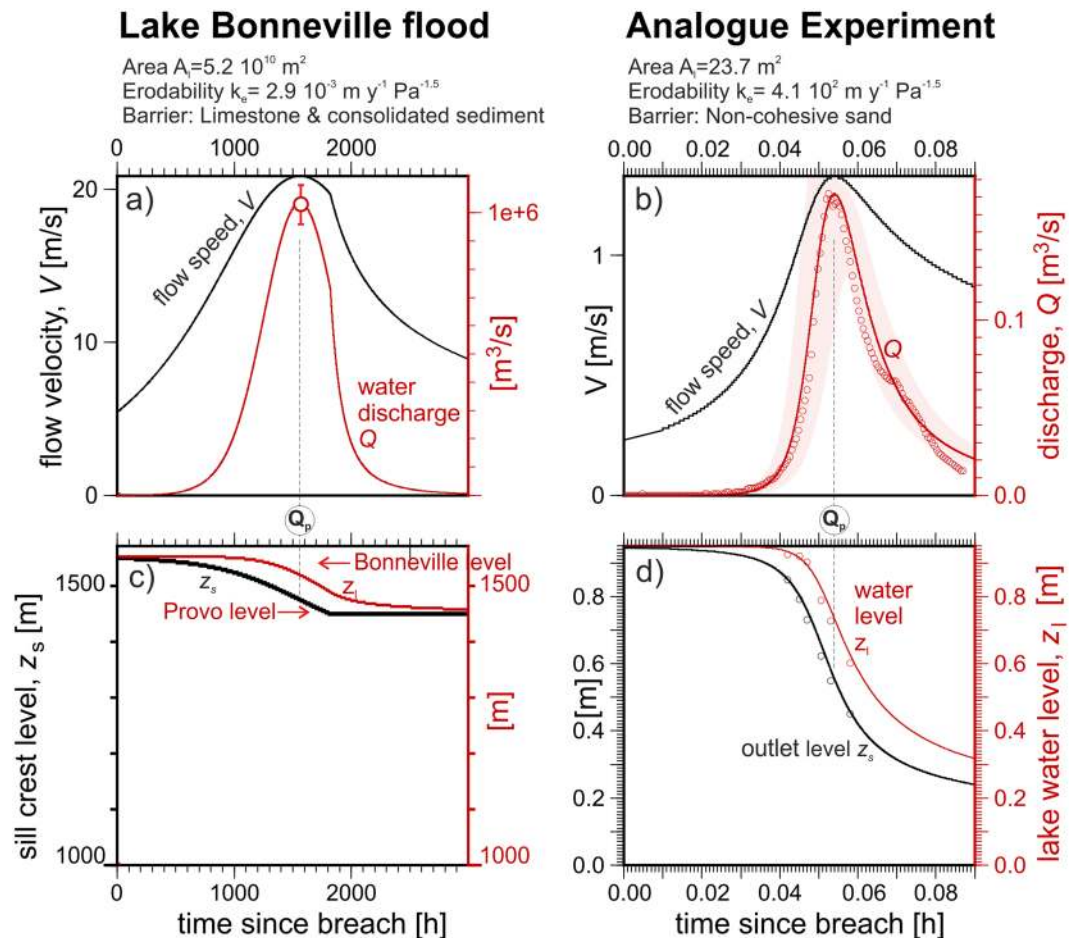 Lake Bonneville flood
Area Aₗ=5.2 10¹⁰ m²
Erodability kₑ= 2.9 10⁻³ m y⁻¹ Pa⁻¹·⁵
Barrier: Limestone & consolidated sediment
Analogue Experiment
Area Aₗ=23.7 m²
Erodability kₑ= 4.1 10² m y⁻¹ Pa⁻¹·⁵
Barrier: Non-cohesive sand
0 1000 2000
a)
flow velocity, V [m/s]
20
10
0
flow speed, V
water
discharge
Q
1e+6
[m³/s]
0.00 0.02 0.04 0.06 0.08
b)
V [m/s]
1
0
flow speed, V
Q
0.1
0.0
discharge, Q [m³/s]
Qₚ
Qₚ
c)
sill crest level, zₛ [m]
1500
1000
zₛ
Bonneville level
zₗ
Provo level
1500
[m]
1000
0 1000 2000
time since breach [h]
d)
[m]
0.8
0.6
0.4
0.2
0.0
water
level
zₗ
outlet level zₛ
0.8
0.6
0.4
0.2
0.0
lake water level, zₗ [m]
0.00 0.02 0.04 0.06 0.08
time since breach [h]